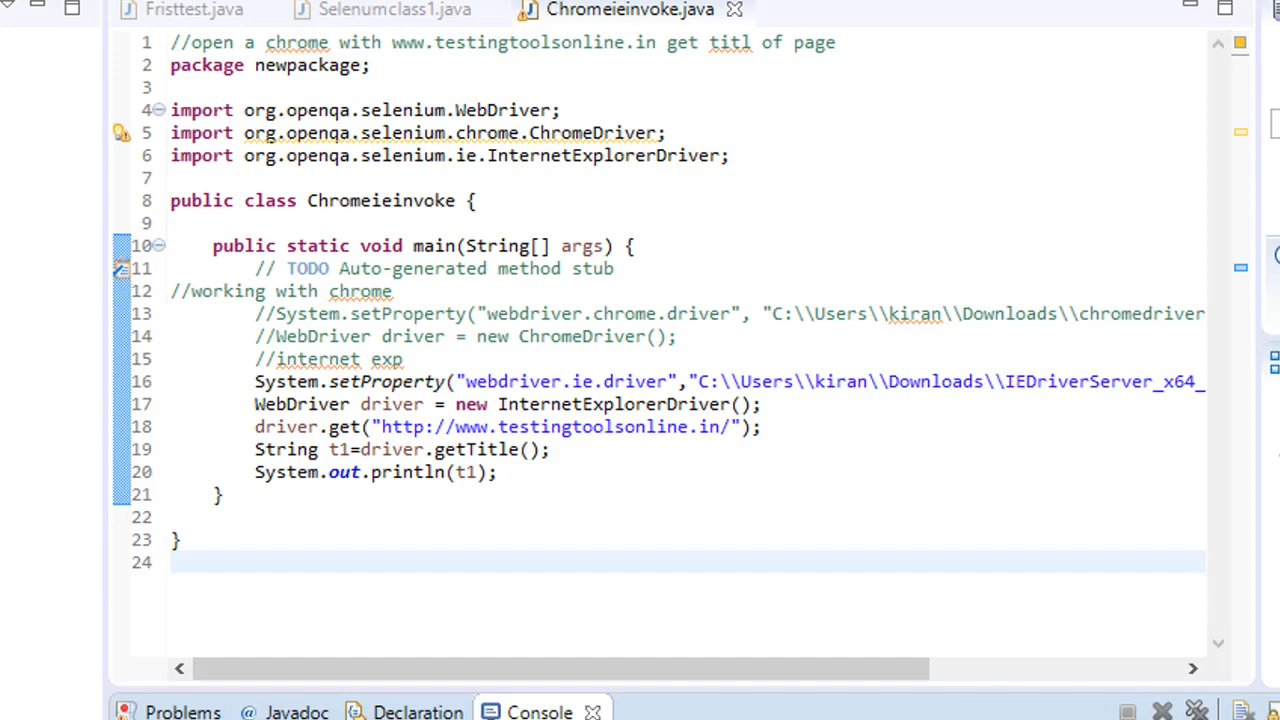 Fristtest.java Selenumclass1.java Chromeieinvoke.java
1 //open a chrome with www.testingtoolsonline.in get titl of page
2 package newpackage;
3
4 import org.openqa.selenium.WebDriver;
5 import org.openqa.selenium.chrome.ChromeDriver;
6 import org.openqa.selenium.ie.InternetExplorerDriver;
7
8 public class Chromeieinvoke {
9
10 public static void main(String[] args) {
11 // TODO Auto-generated method stub
12 //working with chrome
13 //System.setProperty("webdriver.chrome.driver", "C:\\Users\\kiran\\Downloads\\chromedriver
14 //WebDriver driver = new ChromeDriver();
15 //internet exp
16 System.setProperty("webdriver.ie.driver","C:\\Users\\kiran\\Downloads\\IEDriverServer_x64_
17 WebDriver driver = new InternetExplorerDriver();
18 driver.get("http://www.testingtoolsonline.in/");
19 String t1=driver.getTitle();
20 System.out.println(t1);
21 }
22
23 }
24
Problems @ Javadoc Declaration Console